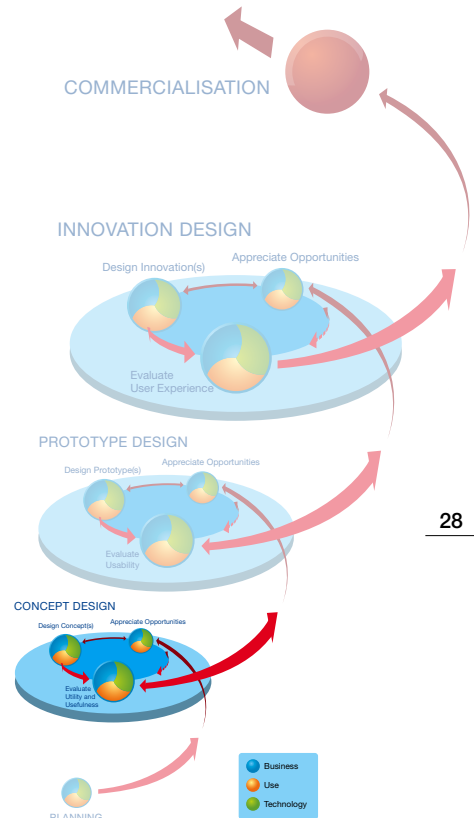 COMMERCIALISATION
INNOVATION DESIGN
Appreciate Opportunities
Design Innovation(s)
Evaluate
User Experience
PROTOTYPE DESIGN
Appreciate Opportunities
Design Prototype(s)
Evaluate
Usability
28
CONCEPT DESIGN
Design Concept(s)
Appreciate Opportunities
Evaluate
Utility and
Usefulness
Business
Use
Technology
PLANNING